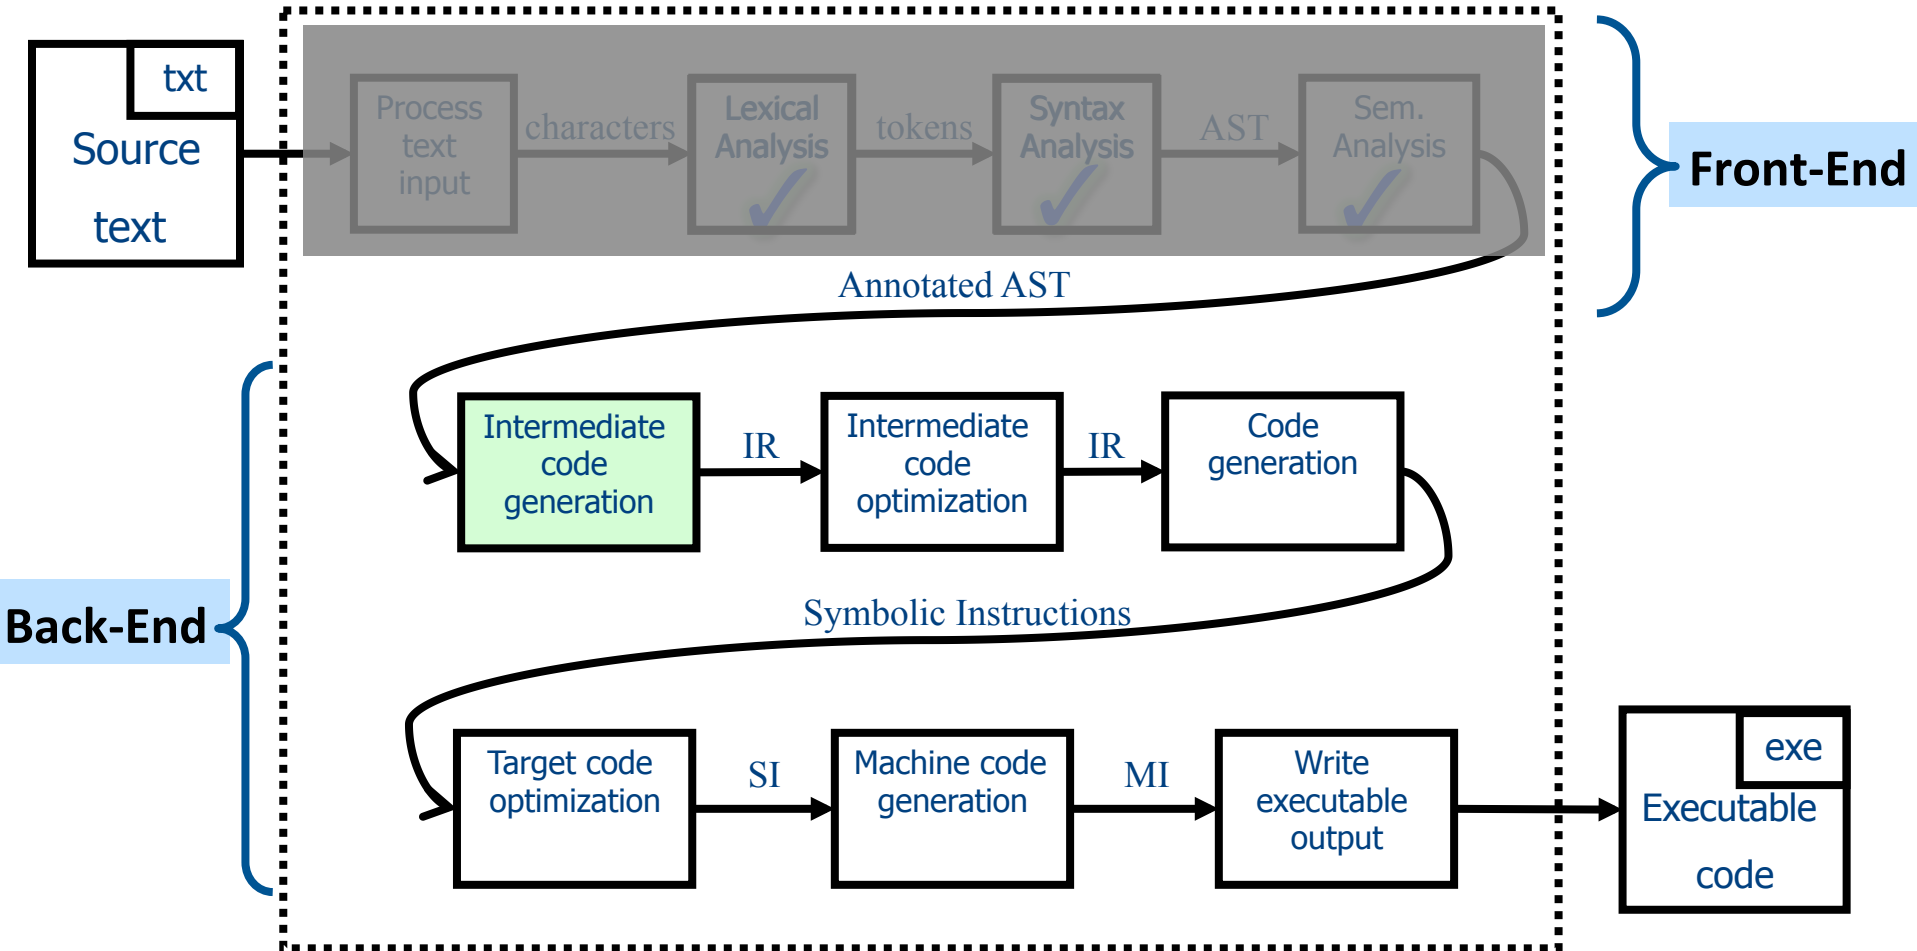 txt
Source
text
Process
text
input
characters
Lexical
Analysis
tokens
Syntax
Analysis
AST
Sem.
Analysis
Front-End
Annotated AST
Intermediate
code
generation
IR
Intermediate
code
optimization
IR
Code
generation
Back-End
Symbolic Instructions
Target code
optimization
SI
Machine code
generation
MI
Write
executable
output
exe
Executable
code